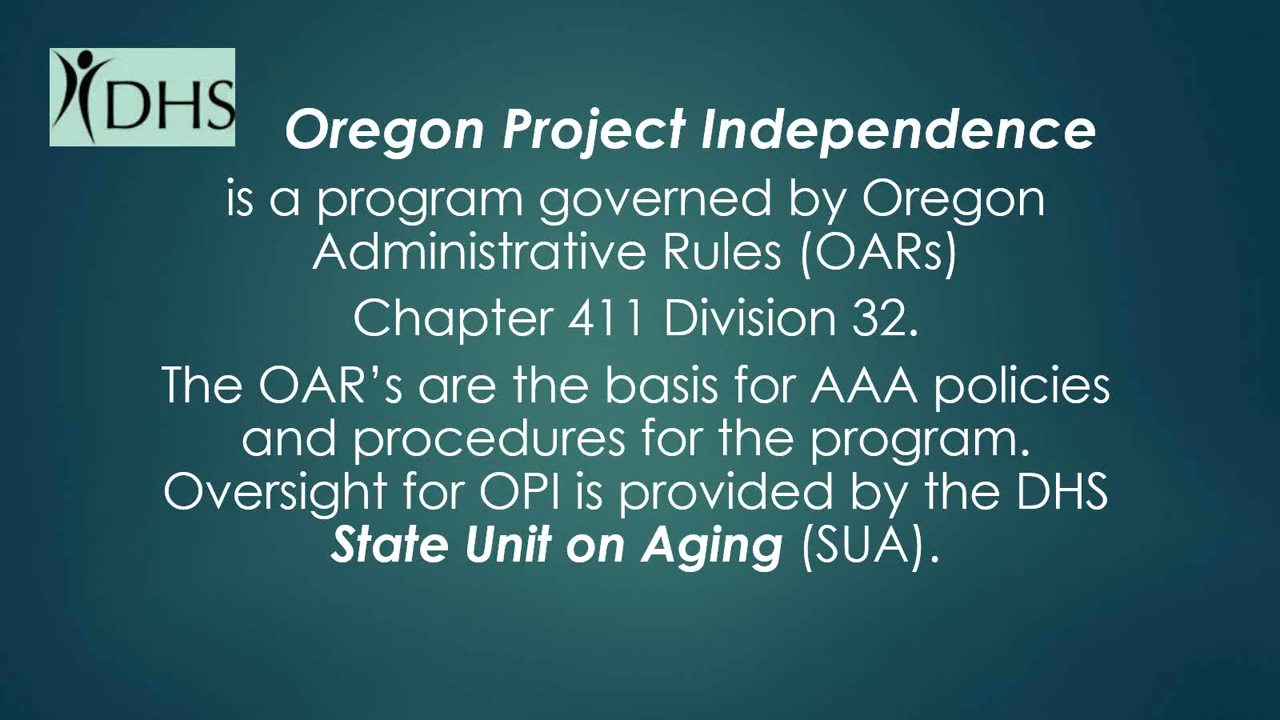 DHS
Oregon Project Independence
is a program governed by Oregon
Administrative Rules (OARs)
Chapter 411 Division 32.
The OAR’s are the basis for AAA policies
and procedures for the program.
Oversight for OPI is provided by the DHS
State Unit on Aging (SUA).